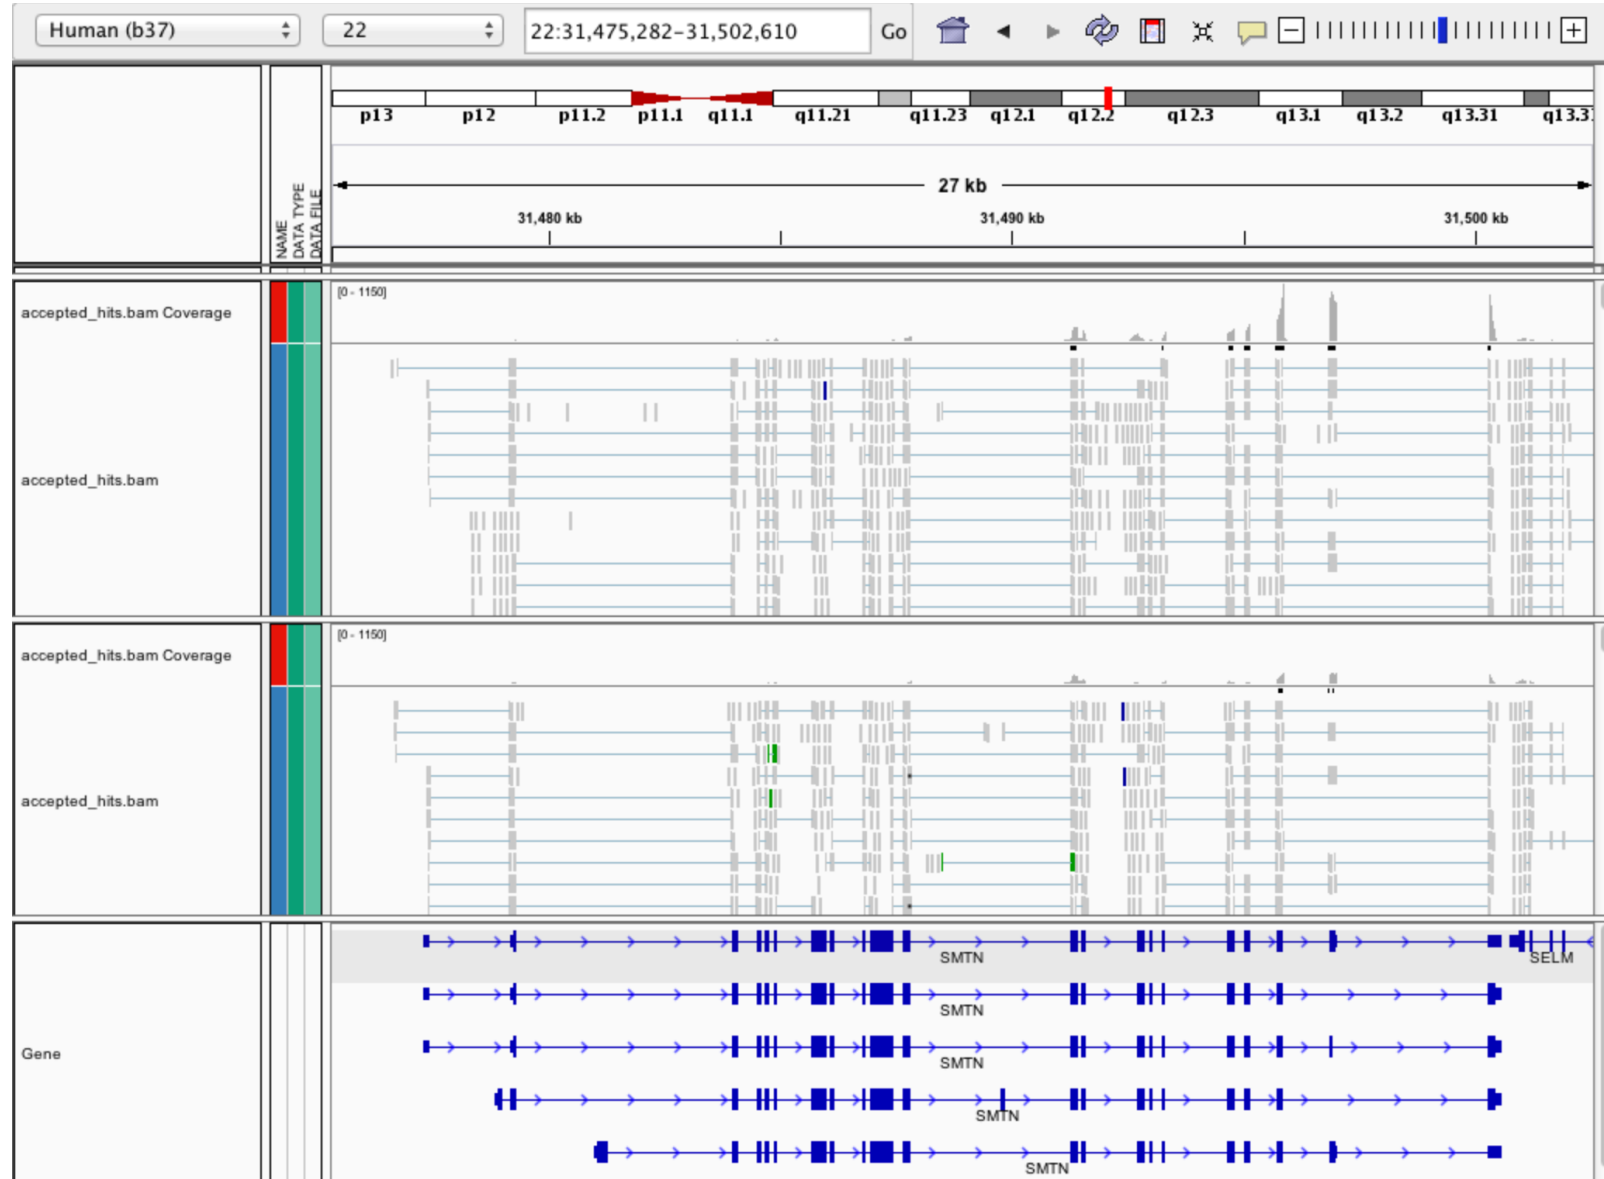 Human (b37) 22 22:31,475,282-31,502,610 Go
p13 p12 p11.2 p11.1 q11.1 q11.21 q11.23 q12.1 q12.2 q12.3 q13.1 q13.2 q13.31
27 kb
31,480 kb 31,490 kb 31,500 kb
NAME
DATA TYPE
DATA FILE
[0 - 1150]
accepted_hits.bam Coverage
accepted_hits.bam
[0 - 1150]
accepted_hits.bam Coverage
accepted_hits.bam
SMTN SELM
SMTN
Gene
SMTN
SMTN
SMTN